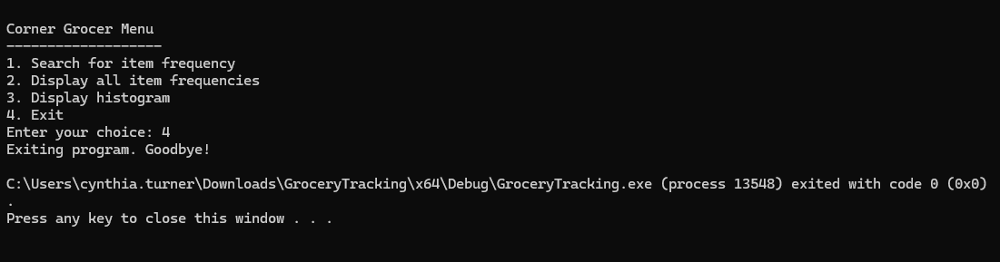 Corner Grocer Menu
-------------------
1. Search for item frequency
2. Display all item frequencies
3. Display histogram
4. Exit
Enter your choice: 4
Exiting program. Goodbye!
C:\Users\cynthia.turner\Downloads\GroceryTracking\x64\Debug\GroceryTracking.exe (process 13548) exited with code 0 (0x0)
.
Press any key to close this window . . .